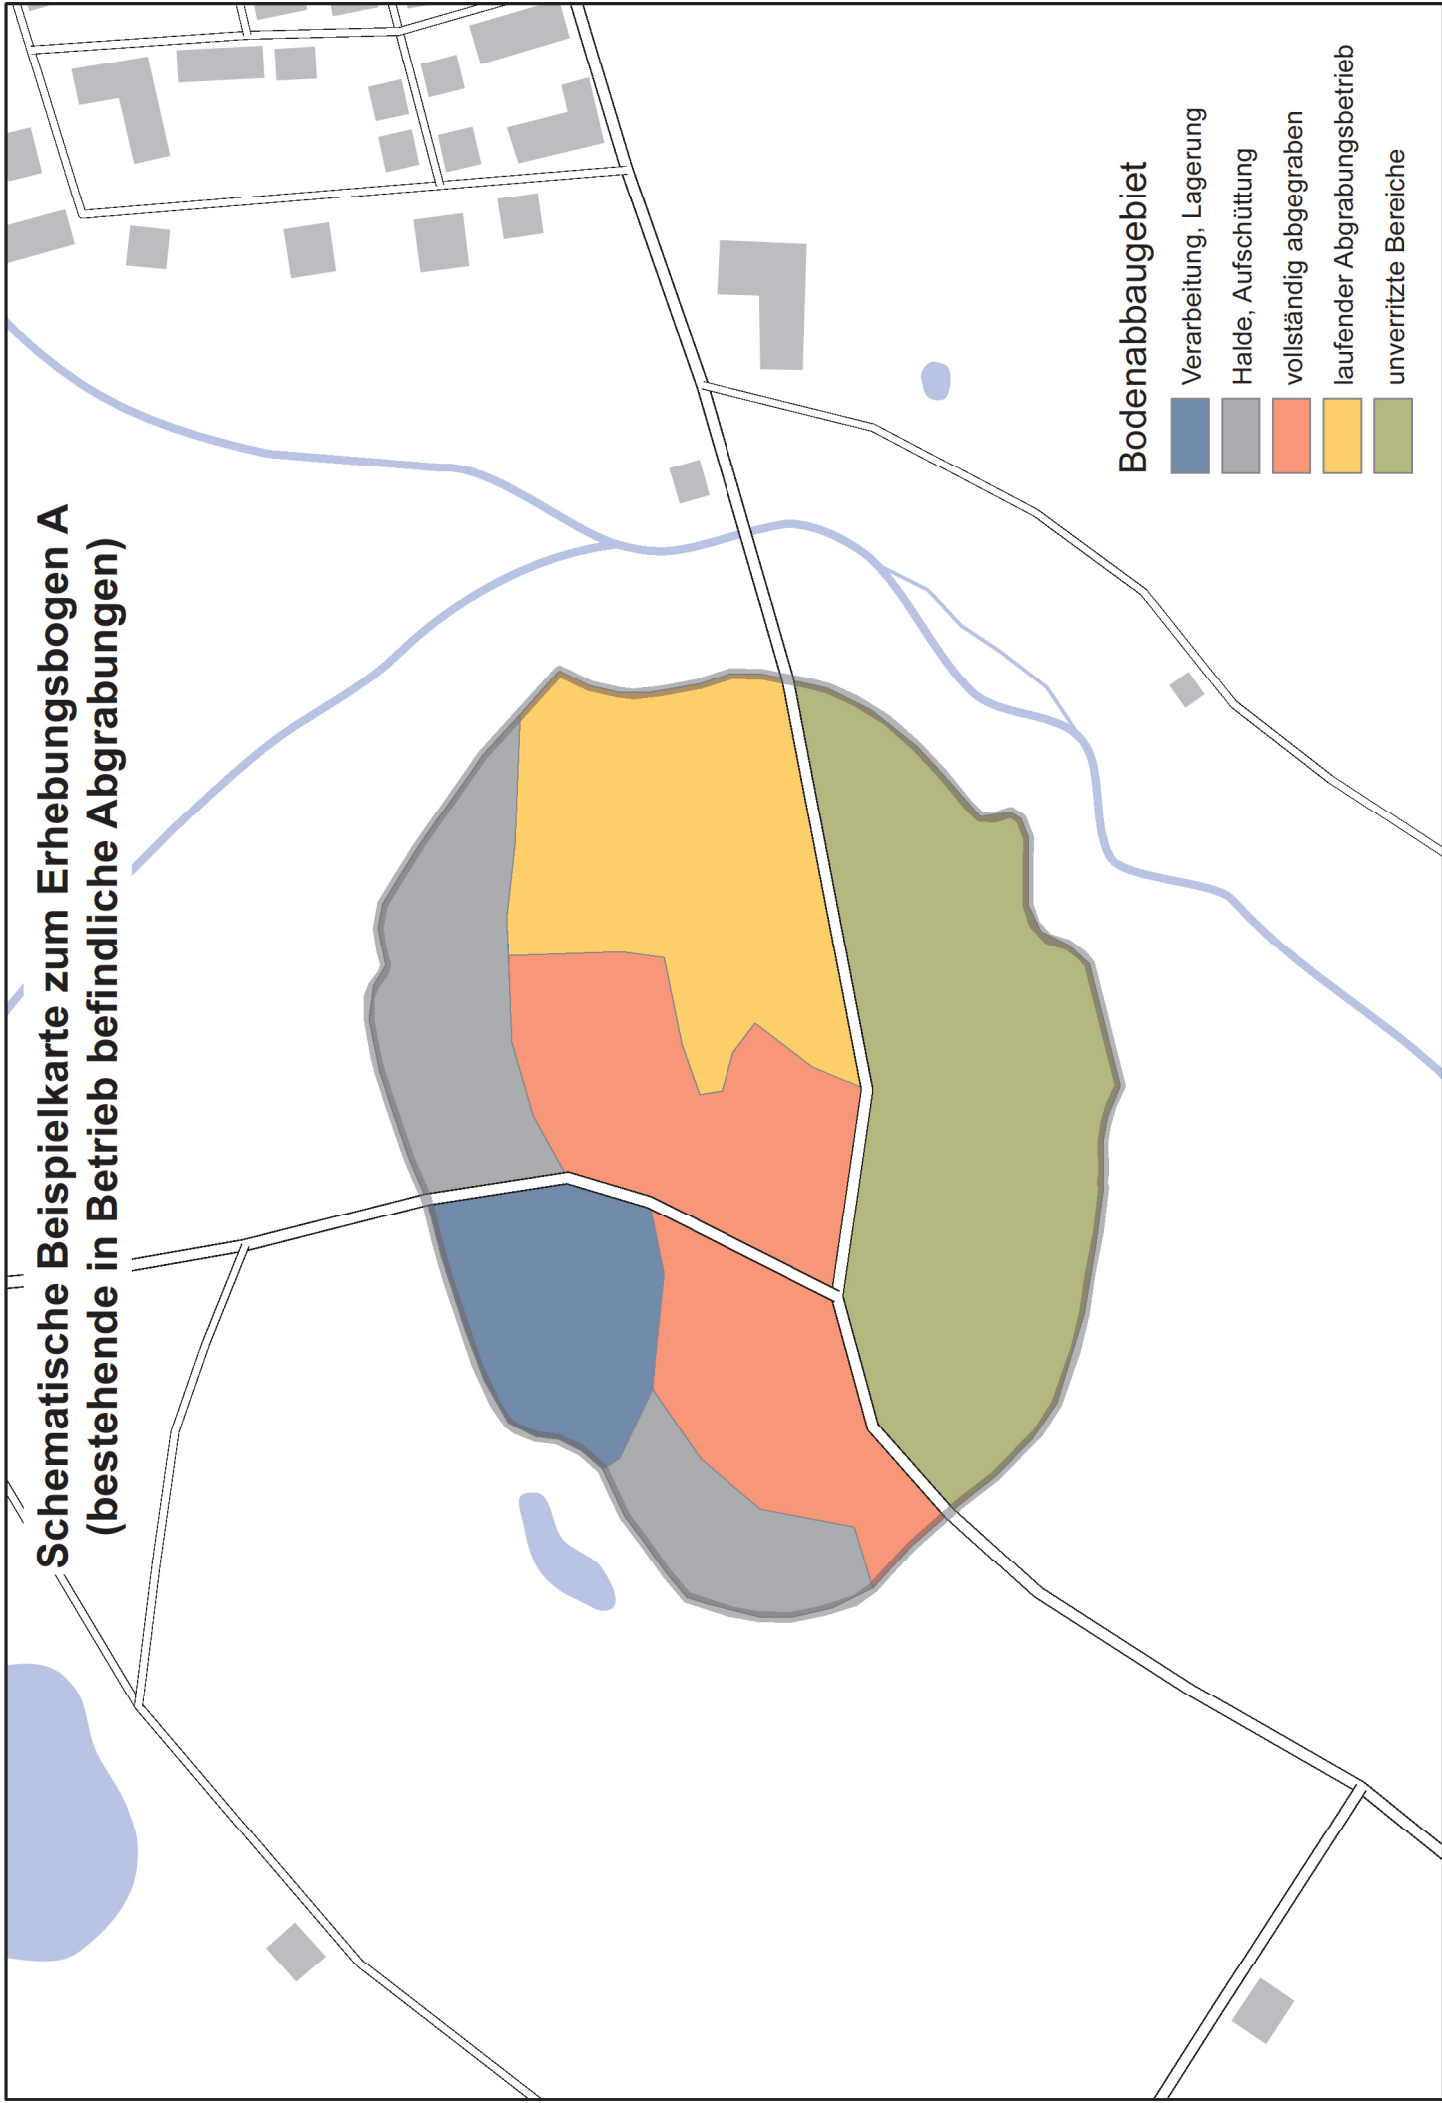 Schematische Beispielkarte zum Erhebungsbogen A
(bestehende in Betrieb befindliche Abgrabungen)
Bodenabbaugebiet
Verarbeitung, Lagerung
Halde, Aufschüttung
vollständig abgegraben
laufender Abgrabungsbetrieb
unverritzte Bereiche